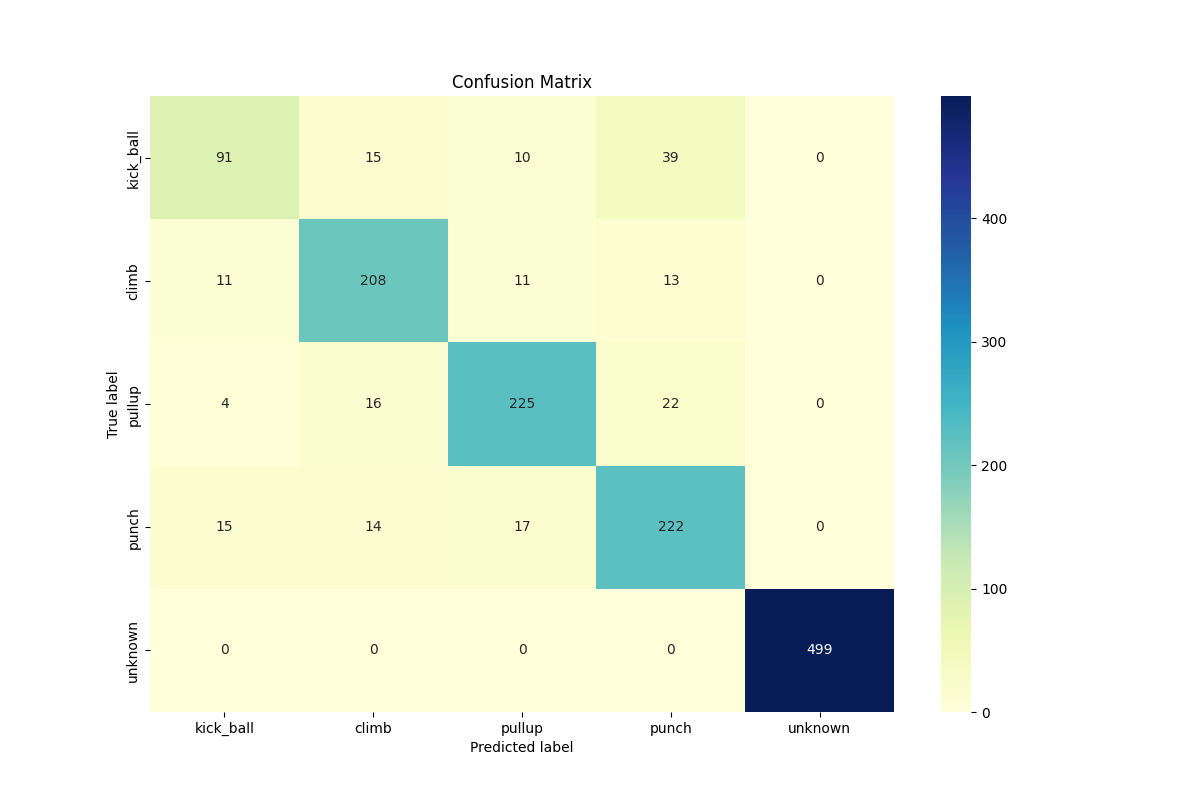 Confusion Matrix
kick_ball 91 15 10 39 0
climb 11 208 11 13 0
pullup 4 16 225 22 0
punch 15 14 17 222 0
unknown 0 0 0 0 499
True label
kick_ball climb pullup punch unknown
Predicted label
400
300
200
100
0